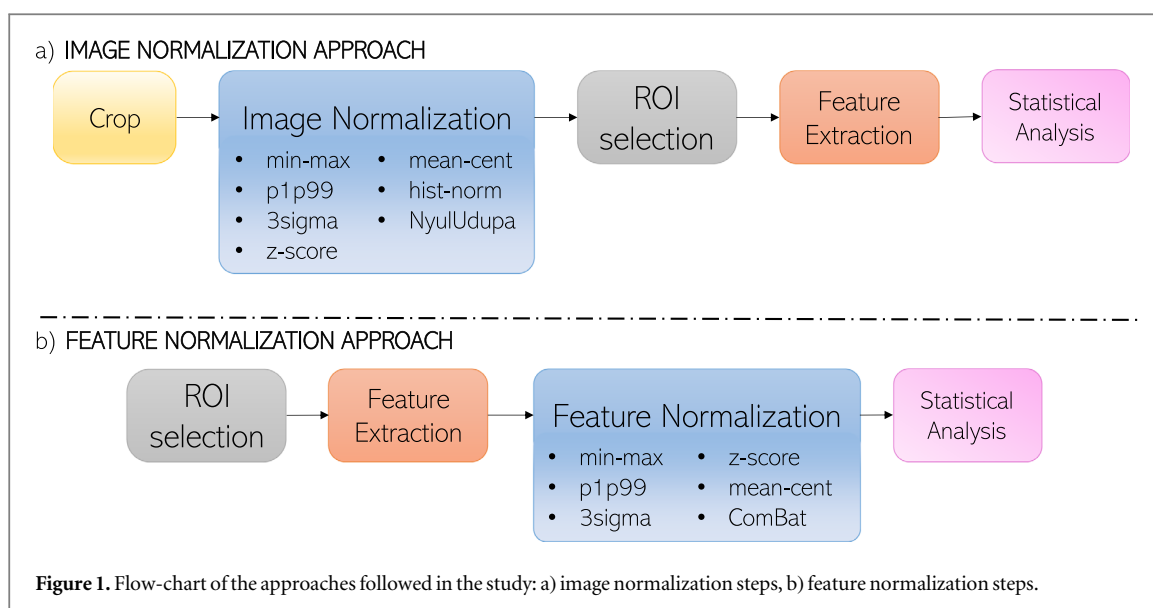 a) IMAGE NORMALIZATION APPROACH
Crop
Image Normalization
• min-max
• p1p99
• 3sigma
• z-score
• mean-cent
• hist-norm
• NyulUdupa
ROI
selection
Feature
Extraction
Statistical
Analysis
b) FEATURE NORMALIZATION APPROACH
ROI
selection
Feature
Extraction
Feature Normalization
• min-max
• p1p99
• 3sigma
• z-score
• mean-cent
• ComBat
Statistical
Analysis
Figure 1. Flow-chart of the approaches followed in the study: a) image normalization steps, b) feature normalization steps.